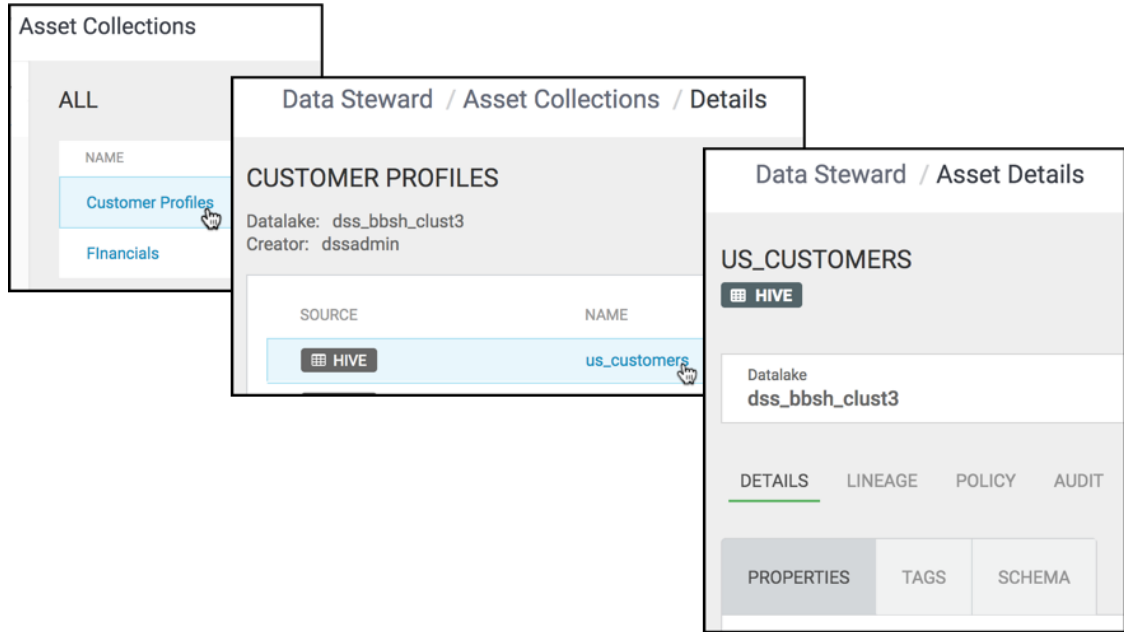 Asset Collections
ALL
NAME
Customer Profiles
FInancials
Data Steward / Asset Collections / Details
CUSTOMER PROFILES
Datalake: dss_bbsh_clust3
Creator: dssadmin
SOURCE NAME
HIVE us_customers
Data Steward / Asset Details
US_CUSTOMERS
HIVE
Datalake
dss_bbsh_clust3
DETAILS LINEAGE POLICY AUDIT
PROPERTIES TAGS SCHEMA